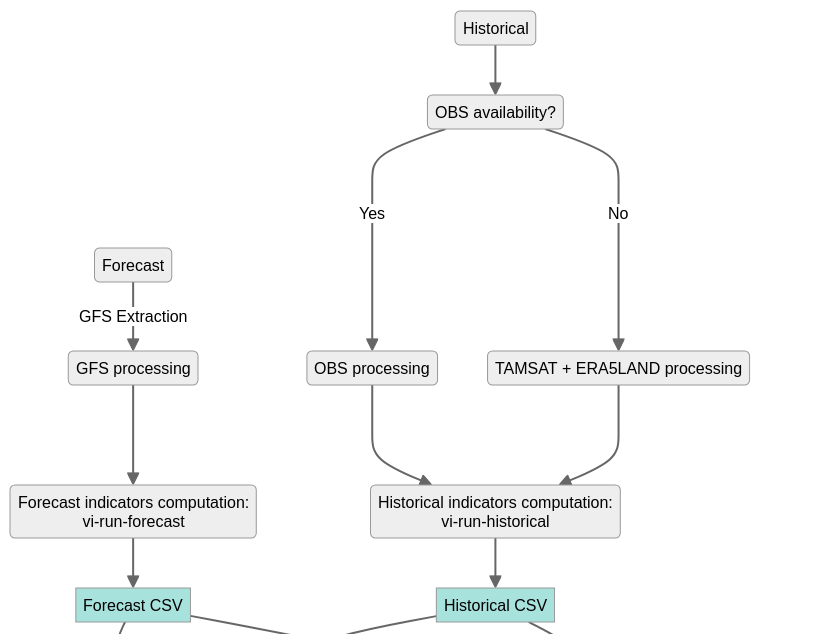 Historical
OBS availability?
Yes
No
Forecast
GFS Extraction
GFS processing
OBS processing
TAMSAT + ERA5LAND processing
Forecast indicators computation:
vi-run-forecast
Historical indicators computation:
vi-run-historical
Forecast CSV
Historical CSV